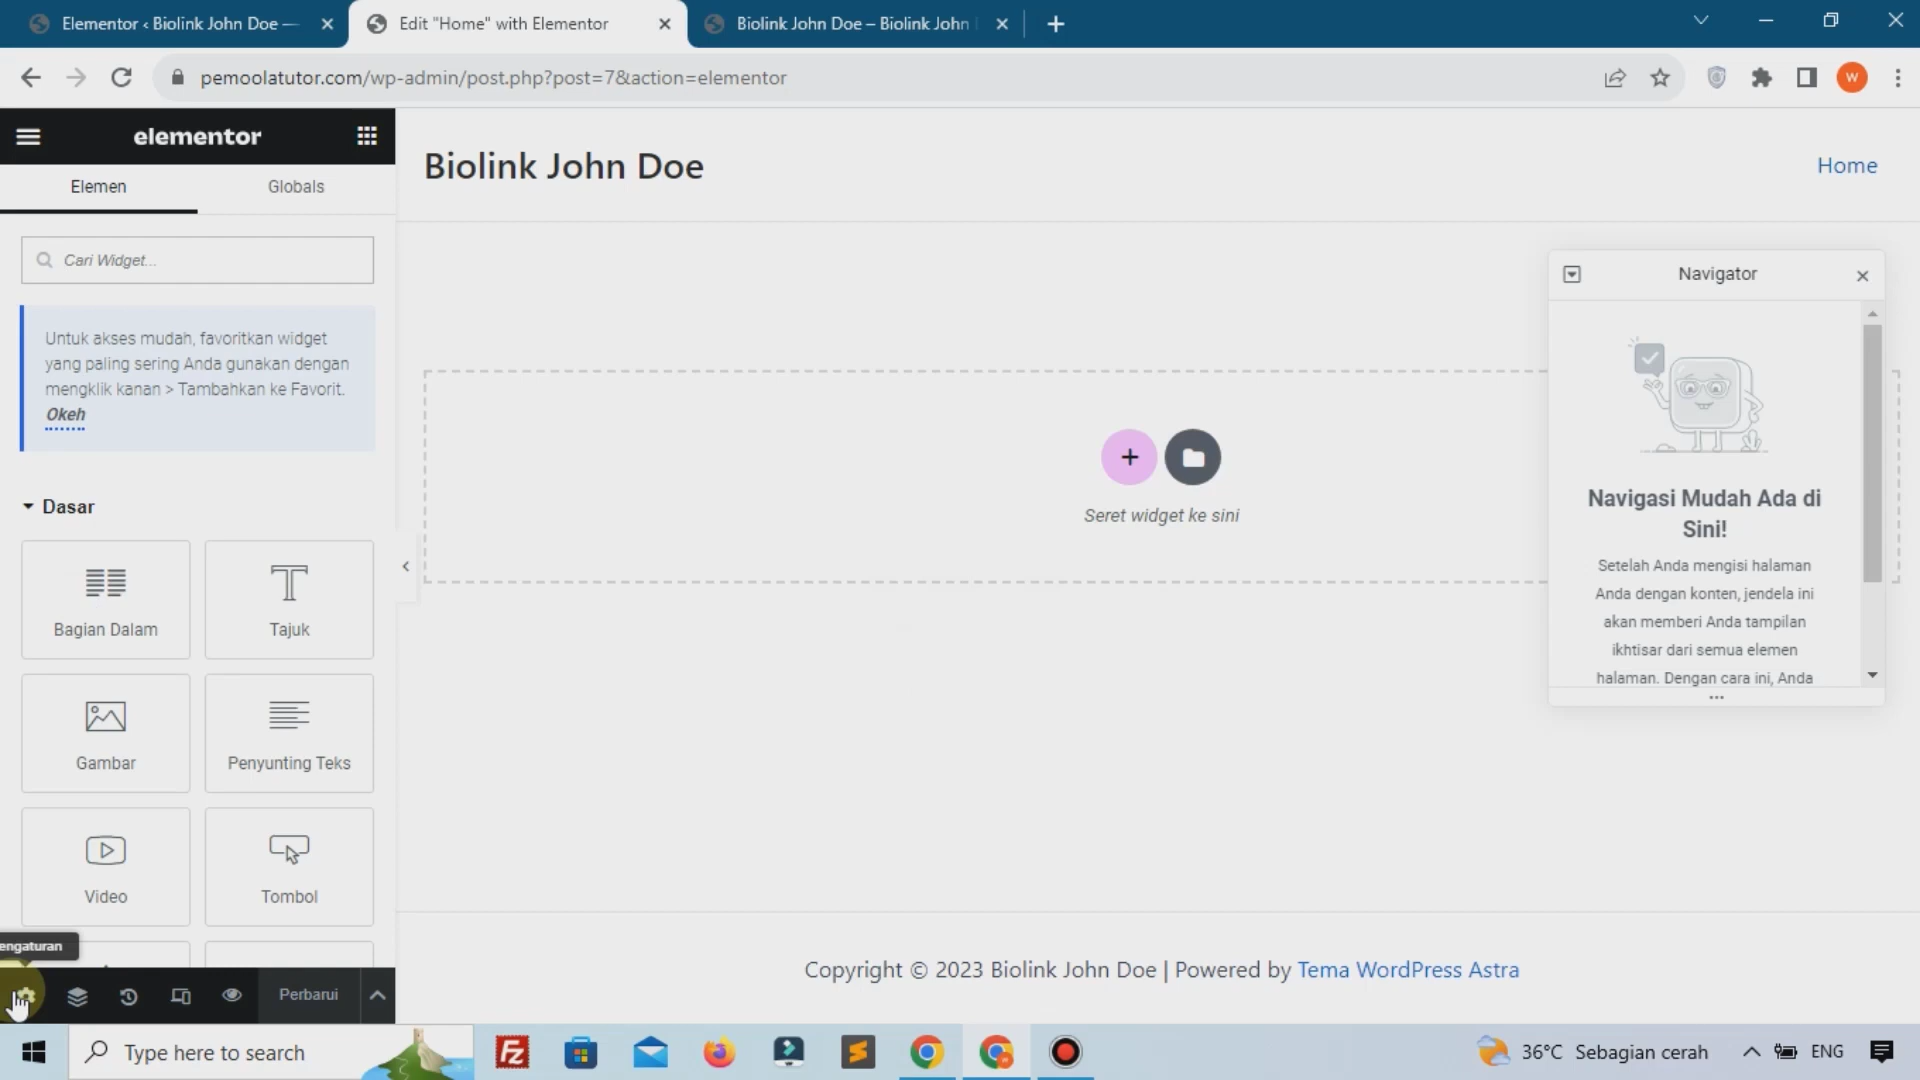 Elementor ‹ Biolink John Doe —
Edit "Home" with Elementor
Biolink John Doe – Biolink John
pemoolatutor.com/wp-admin/post.php?post=7&action=elementor
W
elementor
Elemen
Globals
Cari Widget...
Untuk akses mudah, favoritkan widget
yang paling sering Anda gunakan dengan
mengklik kanan > Tambahkan ke Favorit.
Okeh
Dasar
Bagian Dalam
Tajuk
Gambar
Penyunting Teks
Video
Tombol
engaturan
Perbarui
Biolink John Doe
Home
Seret widget ke sini
Navigator
Navigasi Mudah Ada di
Sini!
Setelah Anda mengisi halaman
Anda dengan konten, jendela ini
akan memberi Anda tampilan
ikhtisar dari semua elemen
halaman. Dengan cara ini, Anda
Copyright © 2023 Biolink John Doe | Powered by Tema WordPress Astra
Type here to search
Fz
36°C Sebagian cerah
ENG